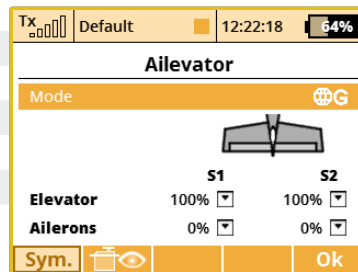 Tx Default 12:22:18 64%
Ailevator
Mode G
S1 S2
Elevator 100% 100%
Ailerons 0% 0%
Sym. Ok